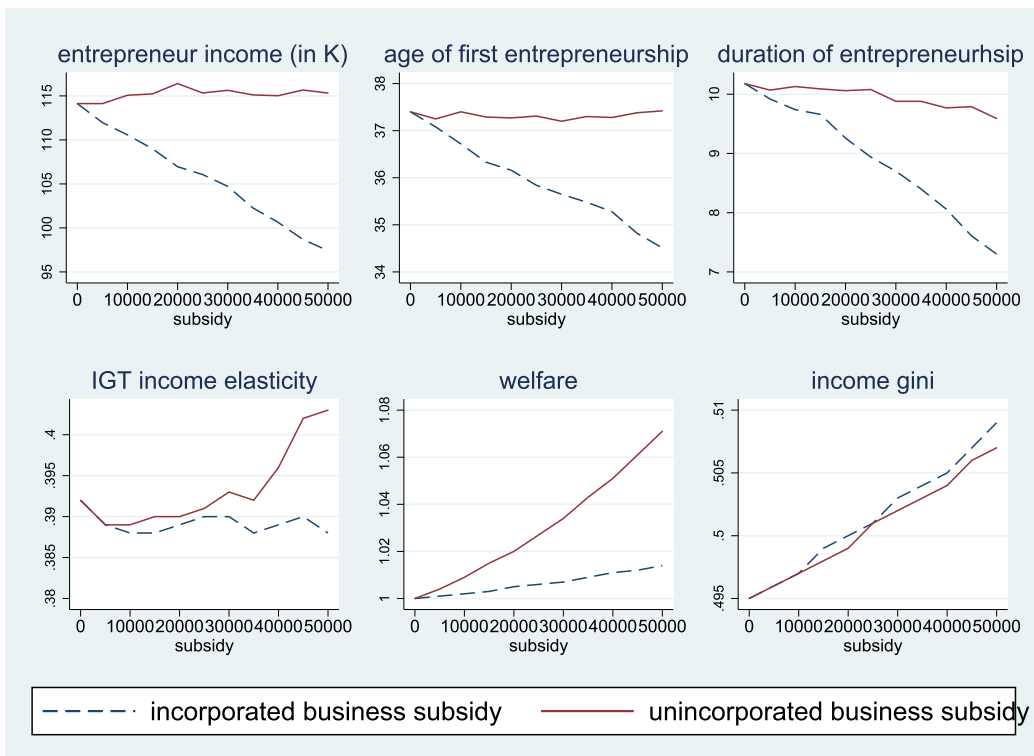 entrepreneur income (in K)
115
110
105
100
95
0 10000 20000 30000 40000 50000
subsidy
age of first entrepreneurship
38
37
36
35
34
0 10000 20000 30000 40000 50000
subsidy
duration of entrepreneurhsip
10
9
8
7
0 10000 20000 30000 40000 50000
subsidy
IGT income elasticity
.4
.395
.39
.385
.38
0 10000 20000 30000 40000 50000
subsidy
welfare
1.08
1.06
1.04
1.02
1
0 10000 20000 30000 40000 50000
subsidy
income gini
.51
.505
.5
.495
0 10000 20000 30000 40000 50000
subsidy
incorporated business subsidy
unincorporated business subsidy